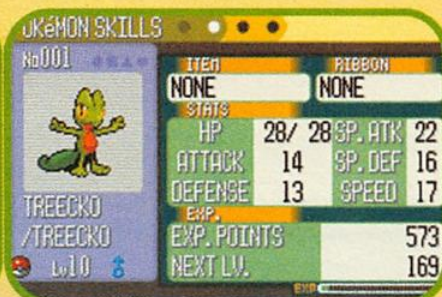 POKéMON SKILLS
No001
ITEM
RIBBON
NONE
NONE
STATS
HP 28/ 28 SP. ATK 22
ATTACK 14 SP. DEF 16
DEFENSE 13 SPEED 17
TREECKO
/TREECKO
Lv10 ♂
EXP.
EXP. POINTS 573
NEXT LV. 169
EXP